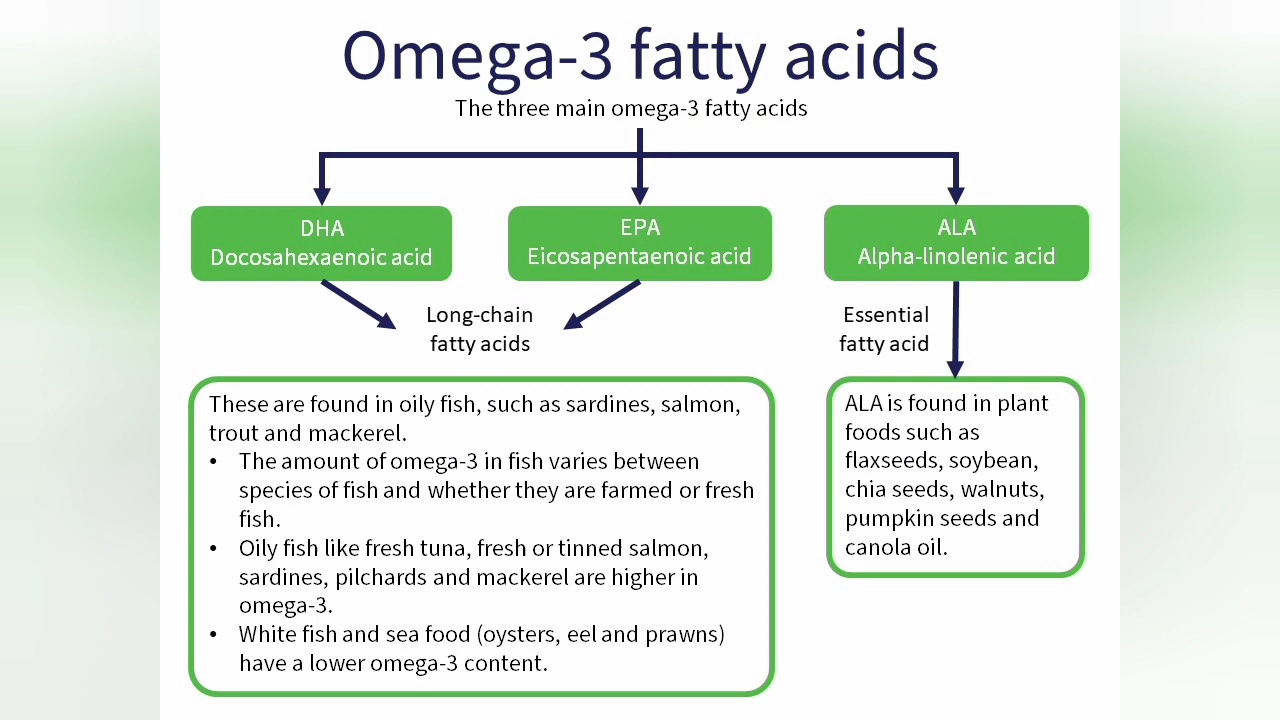 Omega-3 fatty acids
The three main omega-3 fatty acids
DHA
Docosahexaenoic acid
EPA
Eicosapentaenoic acid
ALA
Alpha-linolenic acid
Long-chain
fatty acids
Essential
fatty acid
These are found in oily fish, such as sardines, salmon,
trout and mackerel.
• The amount of omega-3 in fish varies between
species of fish and whether they are farmed or fresh
fish.
• Oily fish like fresh tuna, fresh or tinned salmon,
sardines, pilchards and mackerel are higher in
omega-3.
• White fish and sea food (oysters, eel and prawns)
have a lower omega-3 content.
ALA is found in plant
foods such as
flaxseeds, soybean,
chia seeds, walnuts,
pumpkin seeds and
canola oil.